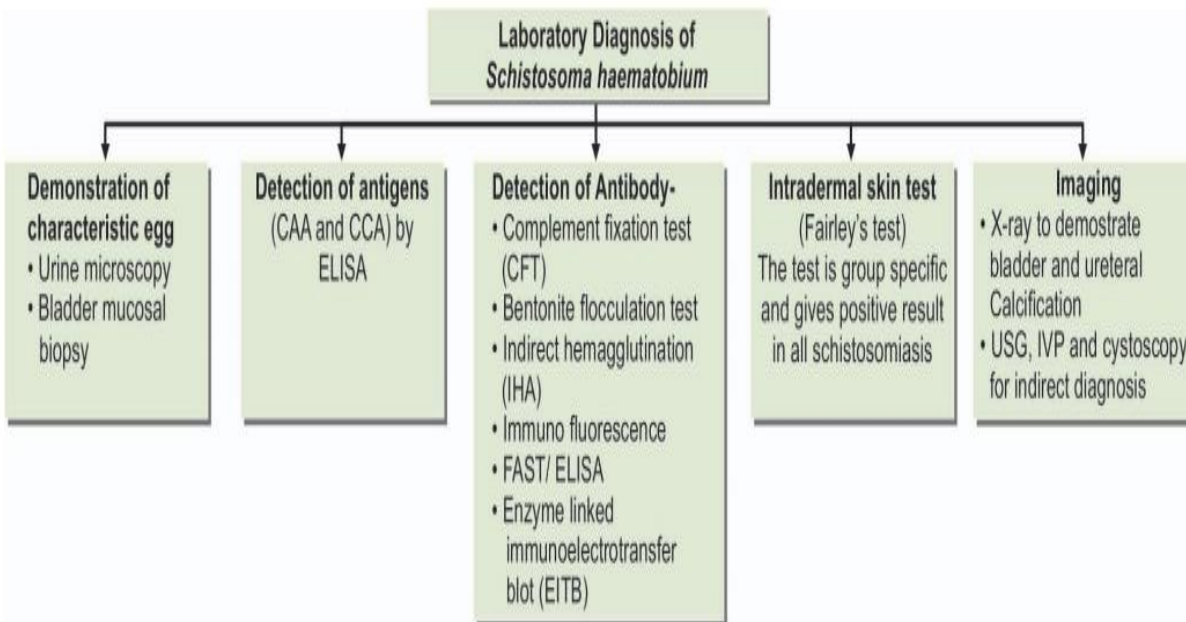 Laboratory Diagnosis of
Schistosoma haematobium
Demonstration of
characteristic egg
• Urine microscopy
• Bladder mucosal
biopsy
Detection of antigens
(CAA and CCA) by
ELISA
Detection of Antibody-
• Complement fixation test
(CFT)
• Bentonite flocculation test
• Indirect hemagglutination
(IHA)
• Immuno fluorescence
• FAST/ ELISA
• Enzyme linked
immunoelectrotransfer
blot (EITB)
Intradermal skin test
(Fairley's test)
The test is group specific
and gives positive result
in all schistosomiasis
Imaging
• X-ray to demostrate
bladder and ureteral
Calcification
• USG, IVP and cystoscopy
for indirect diagnosis